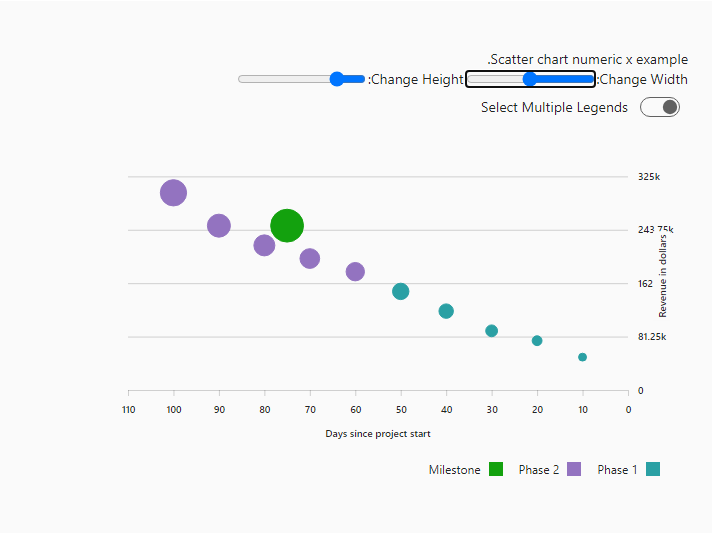 .Scatter chart numeric x example
:Change Width
:Change Height
Select Multiple Legends
325k
243.75k
162
81.25k
0
Revenue in dollars
110 100 90 80 70 60 50 40 30 20 10 0
Days since project start
Milestone Phase 2 Phase 1